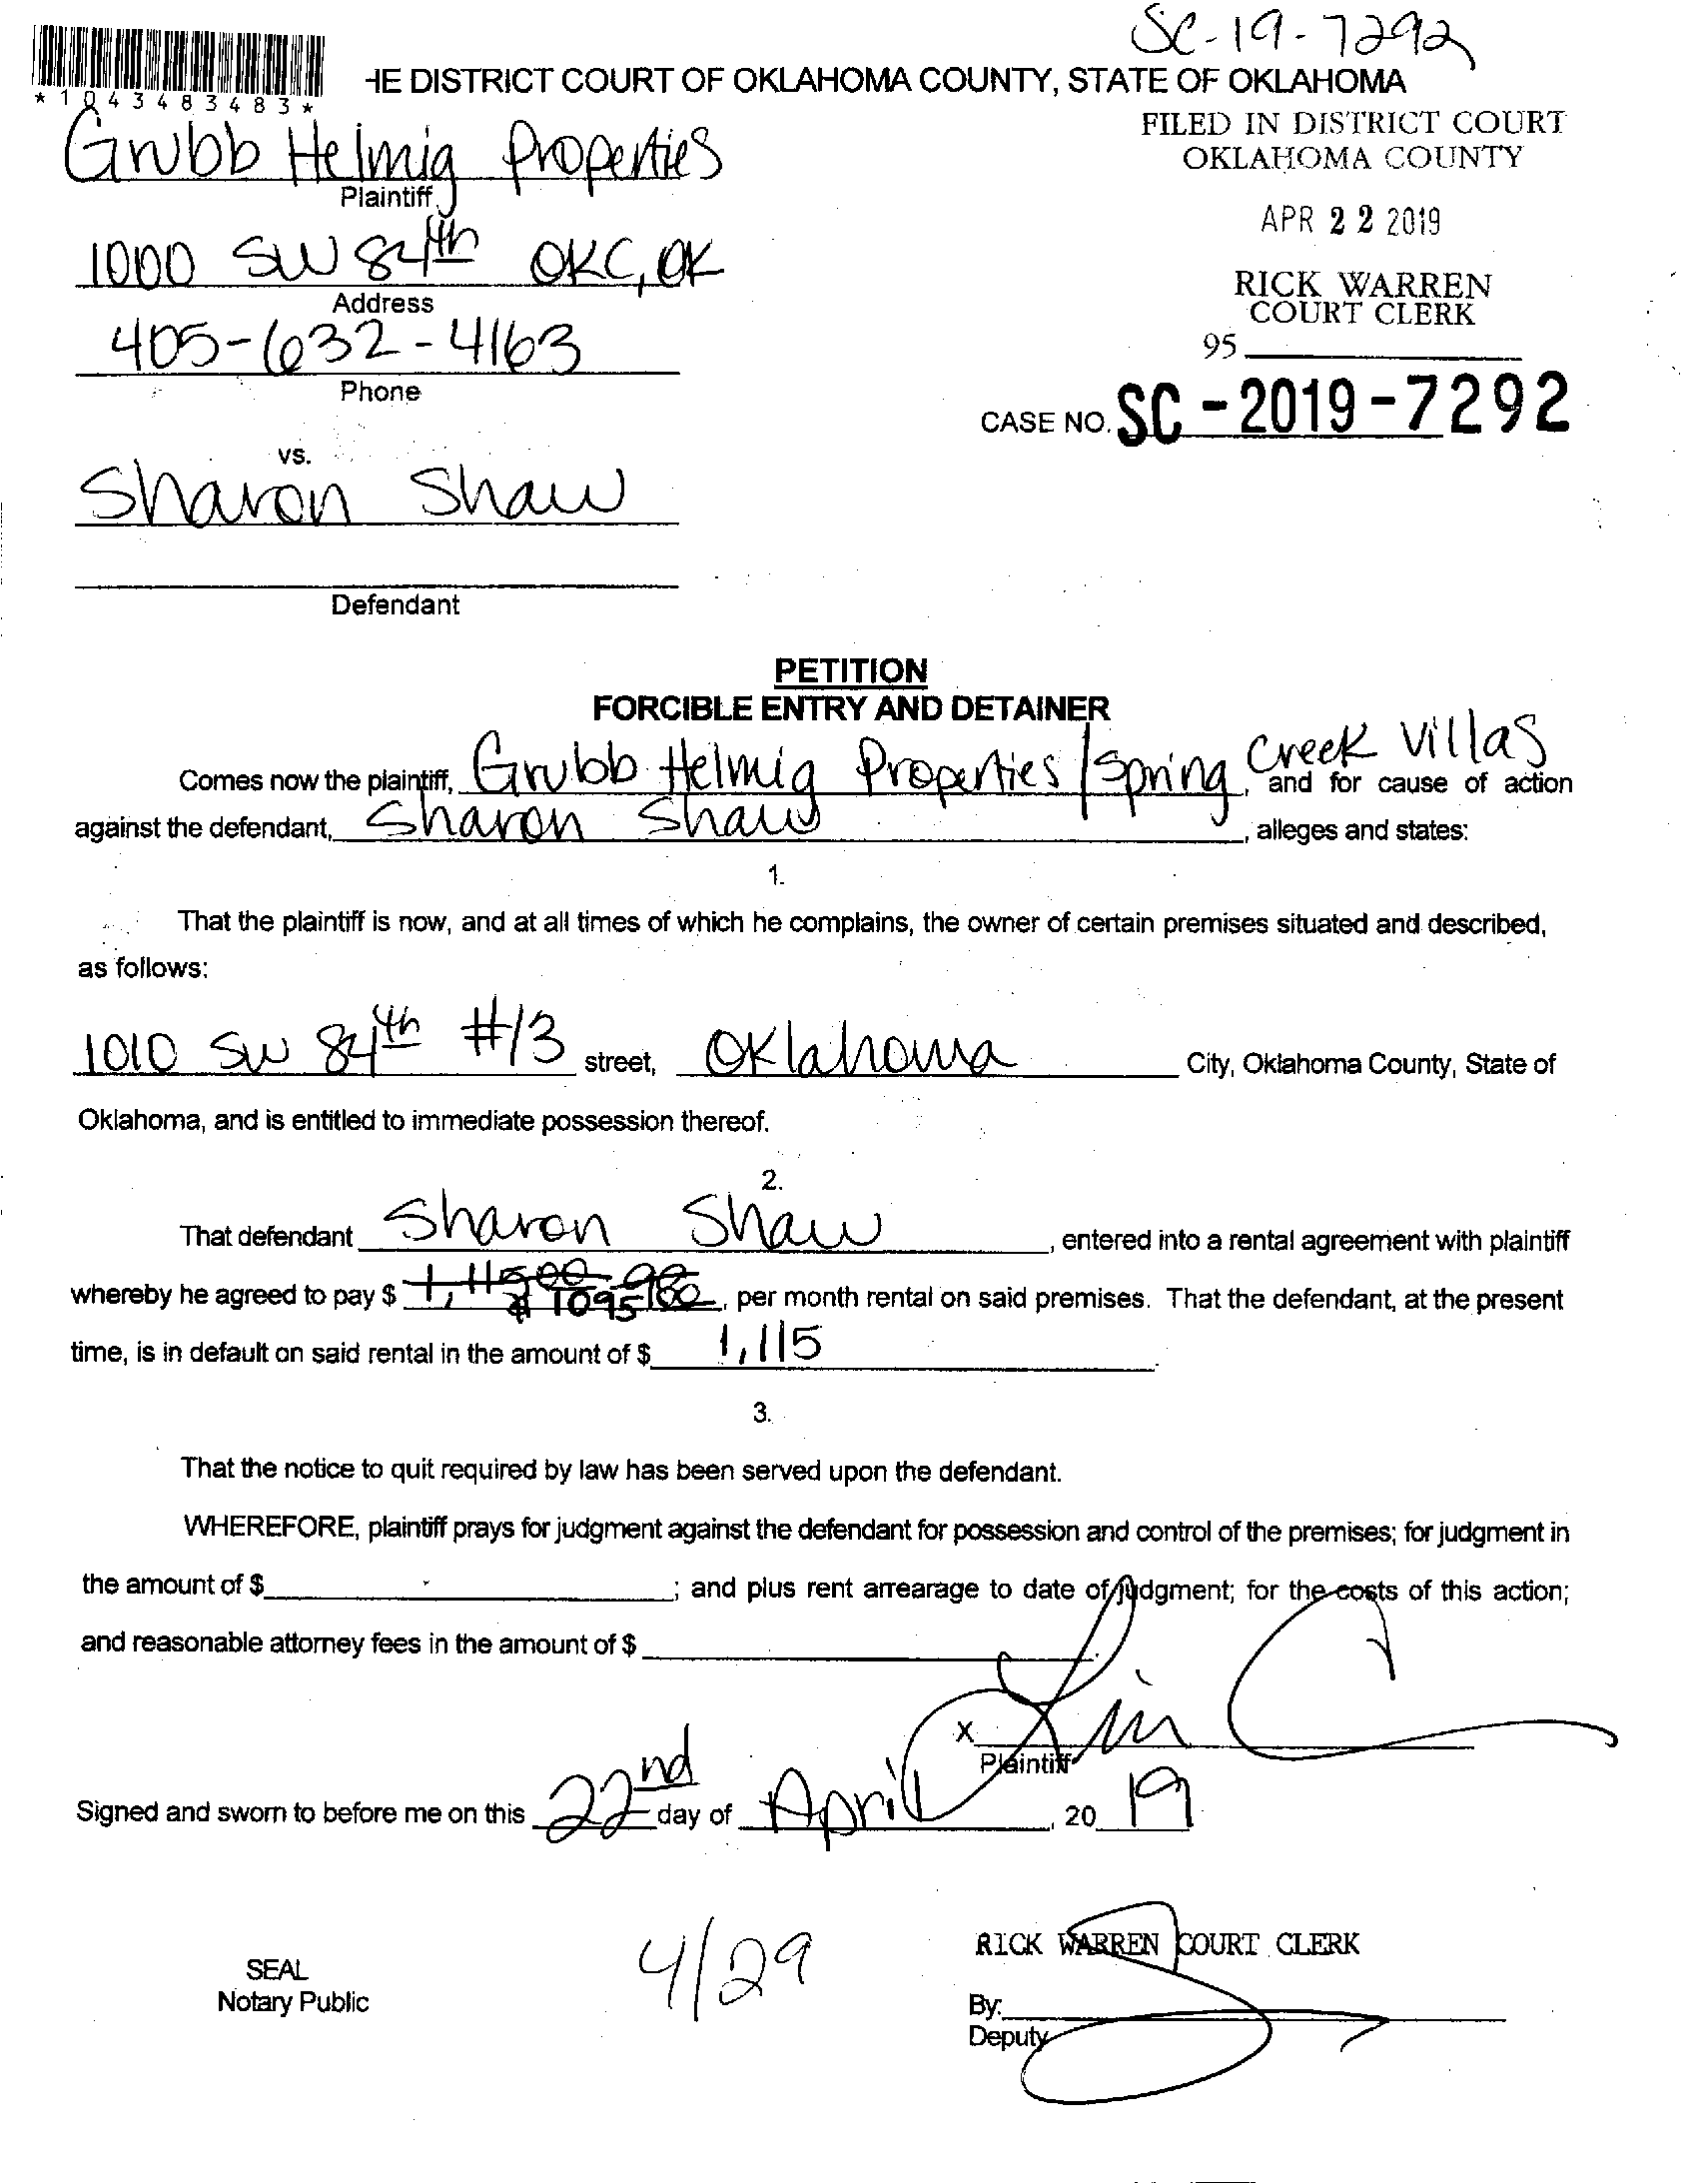 SC-19-7292
*1043483483*
HE DISTRICT COURT OF OKLAHOMA COUNTY, STATE OF OKLAHOMA
FILED IN DISTRICT COURT
OKLAHOMA COUNTY
Grubb Helmig Properties
Plaintiff
APR 22 2019
1000 SW 84th OKC, OK
Address
RICK WARREN
COURT CLERK
405-632-4163
Phone
95
CASE NO. SC-2019-7292
vs.
Sharon Shaw
Defendant
PETITION
FORCIBLE ENTRY AND DETAINER
Comes now the plaintiff, Grubb Helmig Properties / Spring Creek Villas, and for cause of action
against the defendant, Sharon Shaw, alleges and states:
1.
That the plaintiff is now, and at all times of which he complains, the owner of certain premises situated and described,
as follows:
1010 SW 84th #13 street, Oklahoma City, Oklahoma County, State of
Oklahoma, and is entitled to immediate possession thereof.
2.
That defendant Sharon Shaw, entered into a rental agreement with plaintiff
whereby he agreed to pay $ 1095, per month rental on said premises. That the defendant, at the present
time, is in default on said rental in the amount of $ 1,115.
3.
That the notice to quit required by law has been served upon the defendant.
WHEREFORE, plaintiff prays for judgment against the defendant for possession and control of the premises; for judgment in
the amount of $; and plus rent arrearage to date of judgment; for the costs of this action;
and reasonable attorney fees in the amount of $.
X
Plaintiff
Signed and sworn to before me on this 22nd day of April, 2019
4/29
RICK WARREN COURT CLERK
SEAL
Notary Public
By:
Deputy